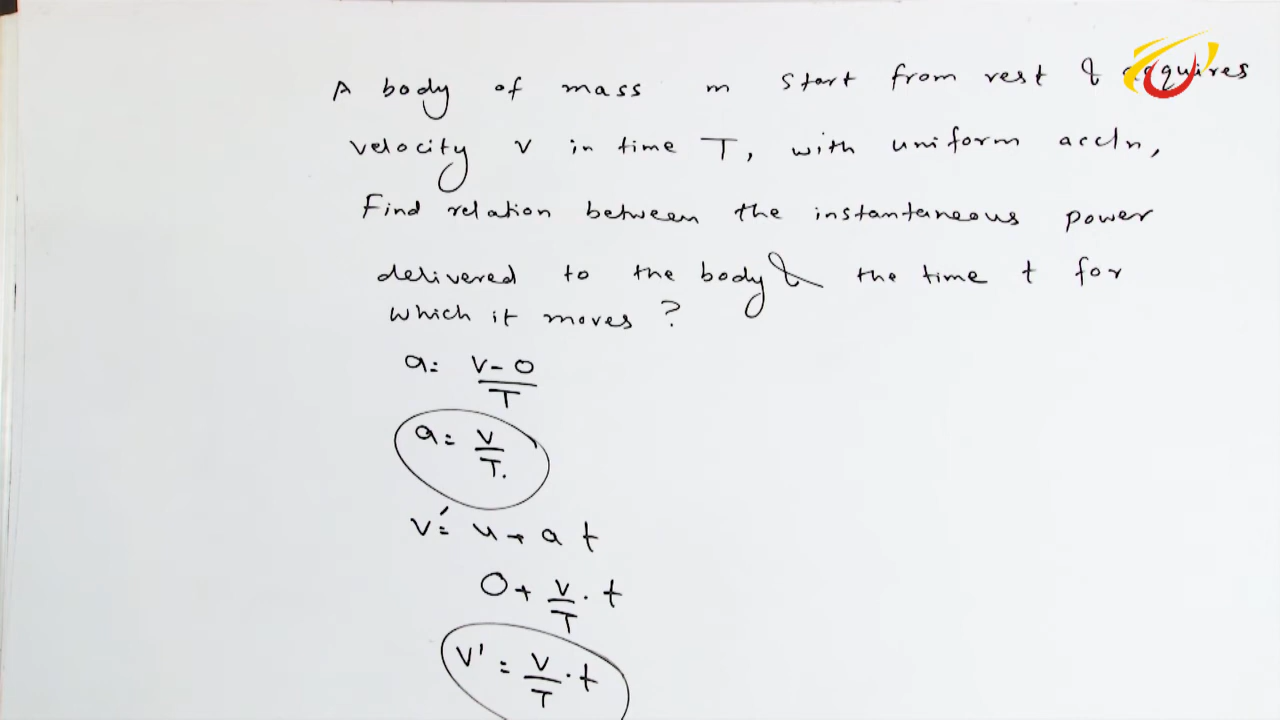 A body of mass m start from rest & acquires
velocity v in time T, with uniform accln,
Find relation between the instantaneous power
delivered to the body & the time t for
which it moves ?
a = v - 0 / T
a = v / T.
v' = u + a t
0 + v / T . t
v' = v / T . t